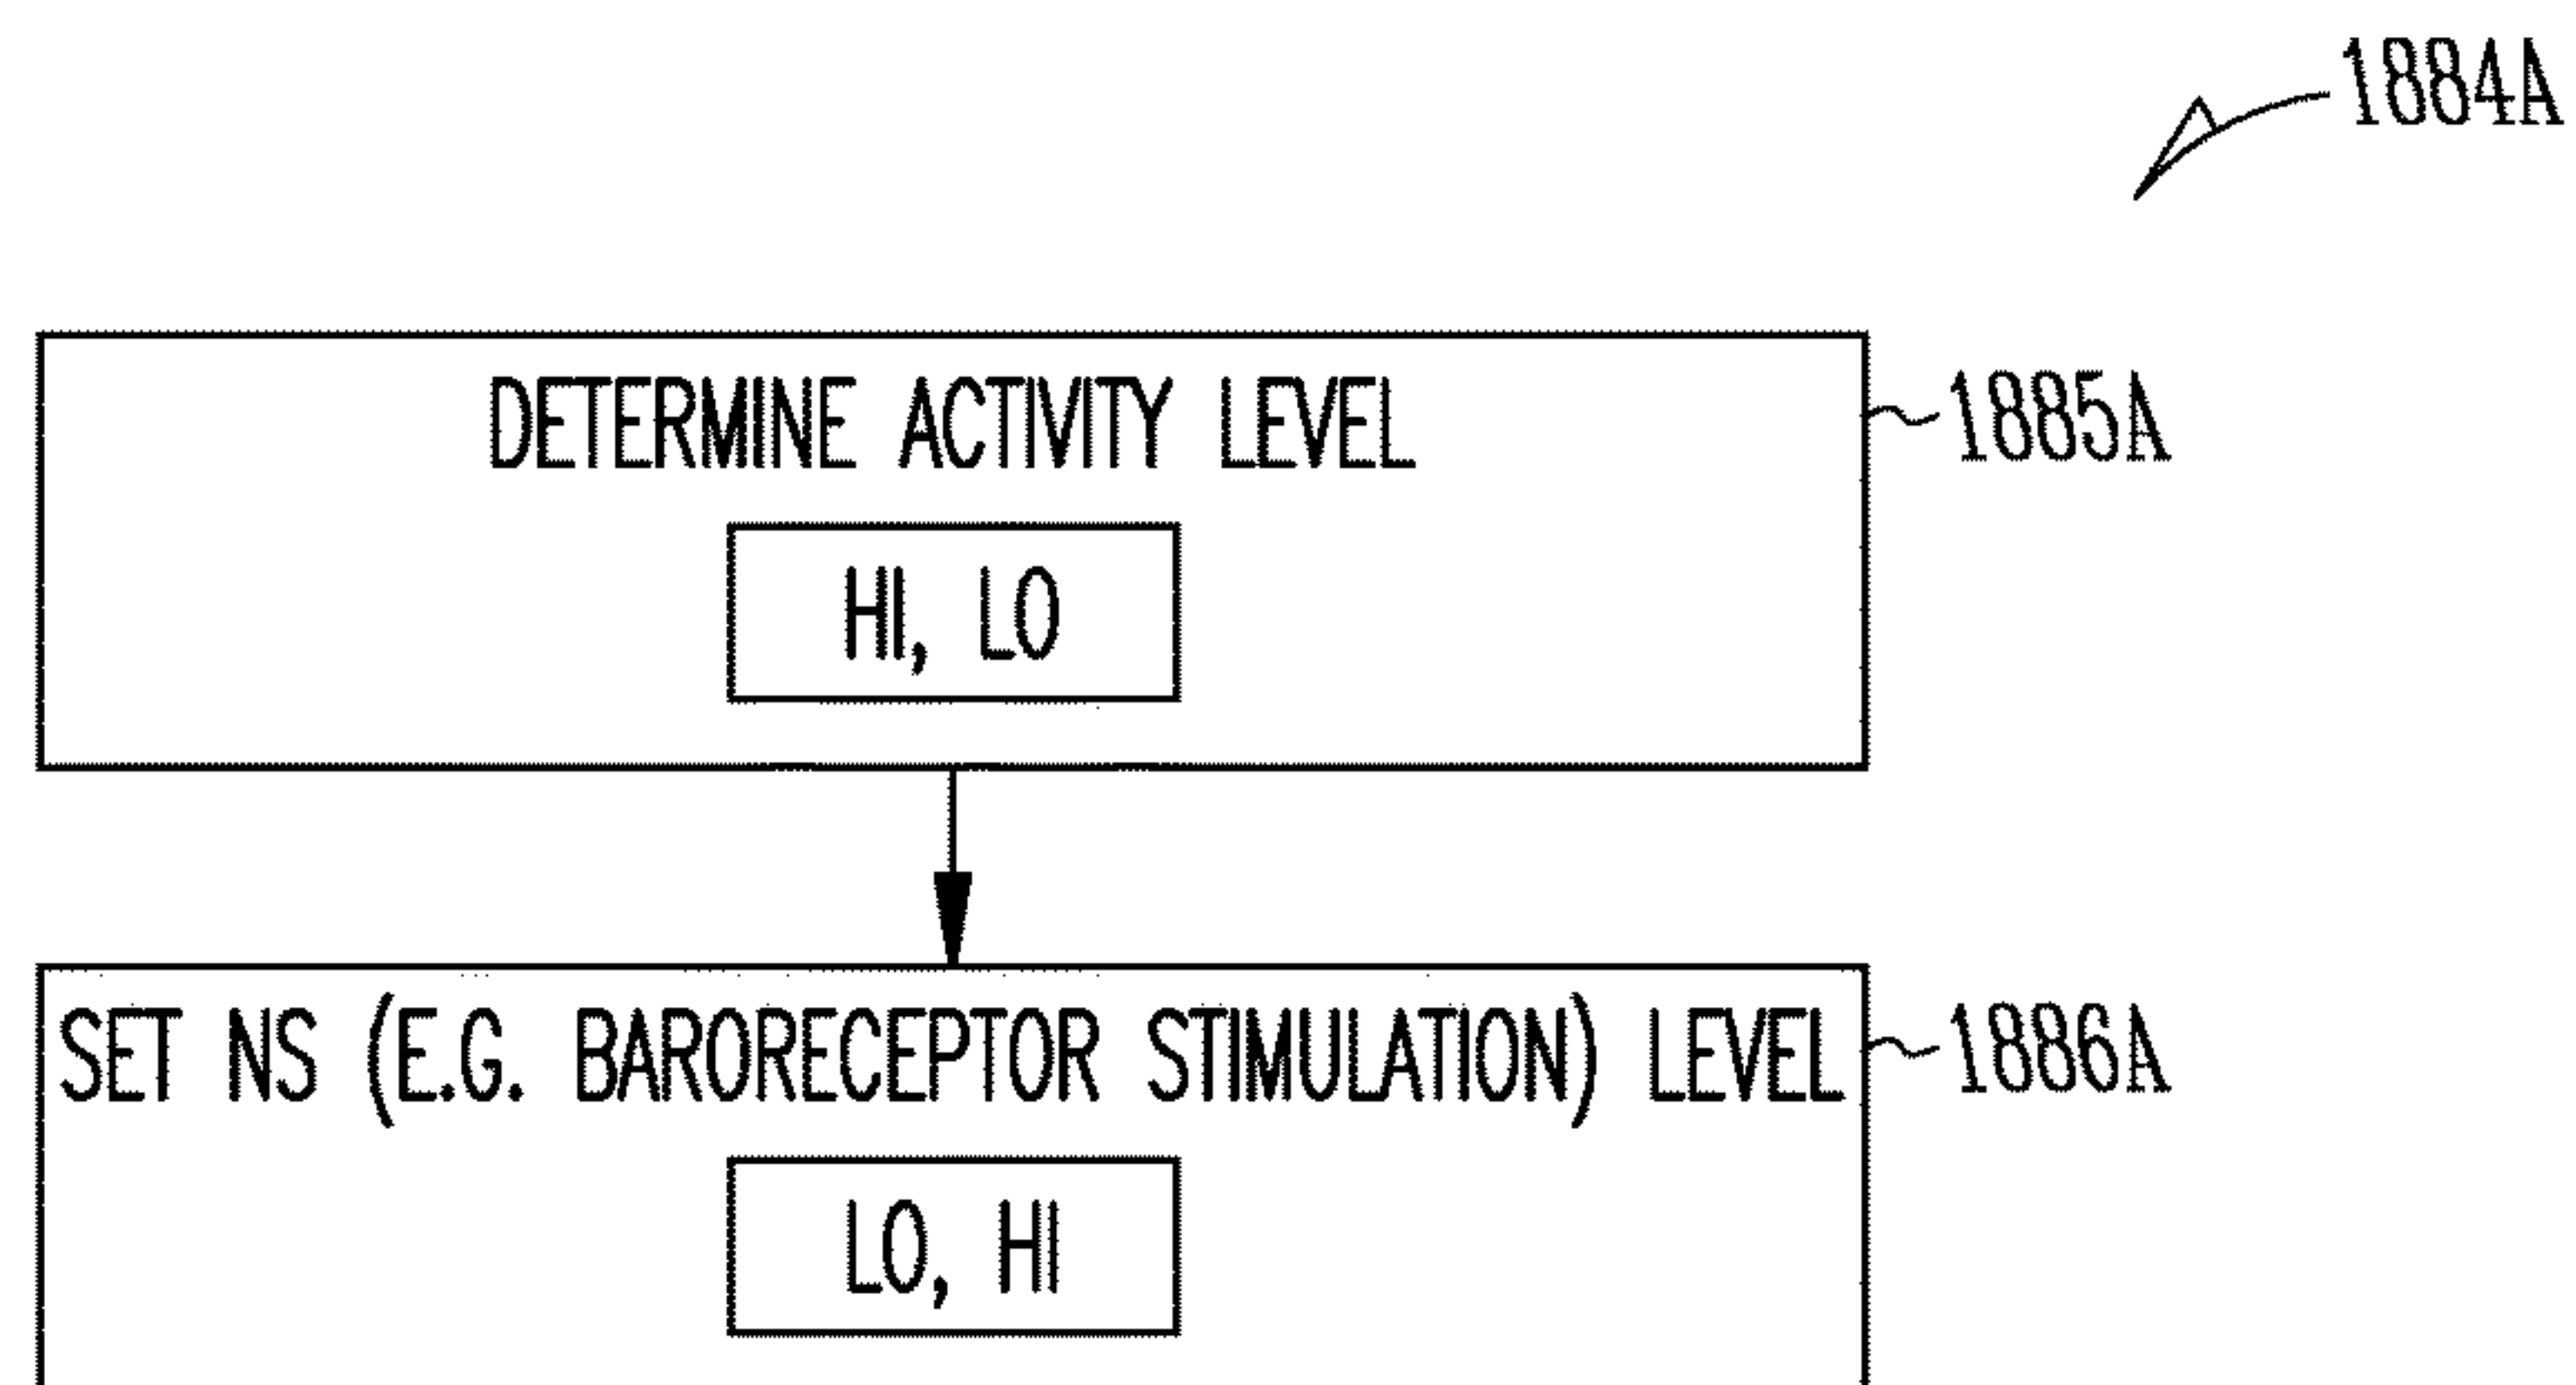 1884A
DETERMINE ACTIVITY LEVEL
1885A
HI, LO
SET NS (E.G. BARORECEPTOR STIMULATION) LEVEL
1886A
LO, HI